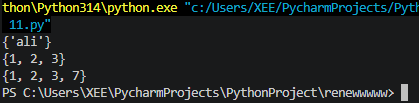 thon\Python314\python.exe "c:/Users/XEE/PycharmProjects/Pyth
11.py"
{'ali'}
{1, 2, 3}
{1, 2, 3, 7}
PS C:\Users\XEE\PycharmProjects\PythonProject\renewwwww>